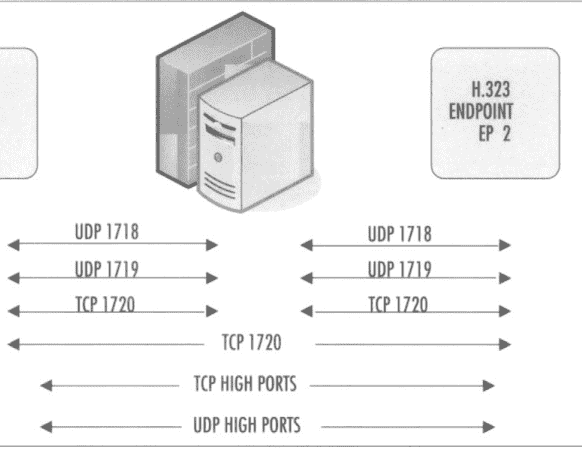 H.323
ENDPOINT
EP 2
UDP 1718
UDP 1718
UDP 1719
UDP 1719
TCP 1720
TCP 1720
TCP 1720
TCP HIGH PORTS
UDP HIGH PORTS